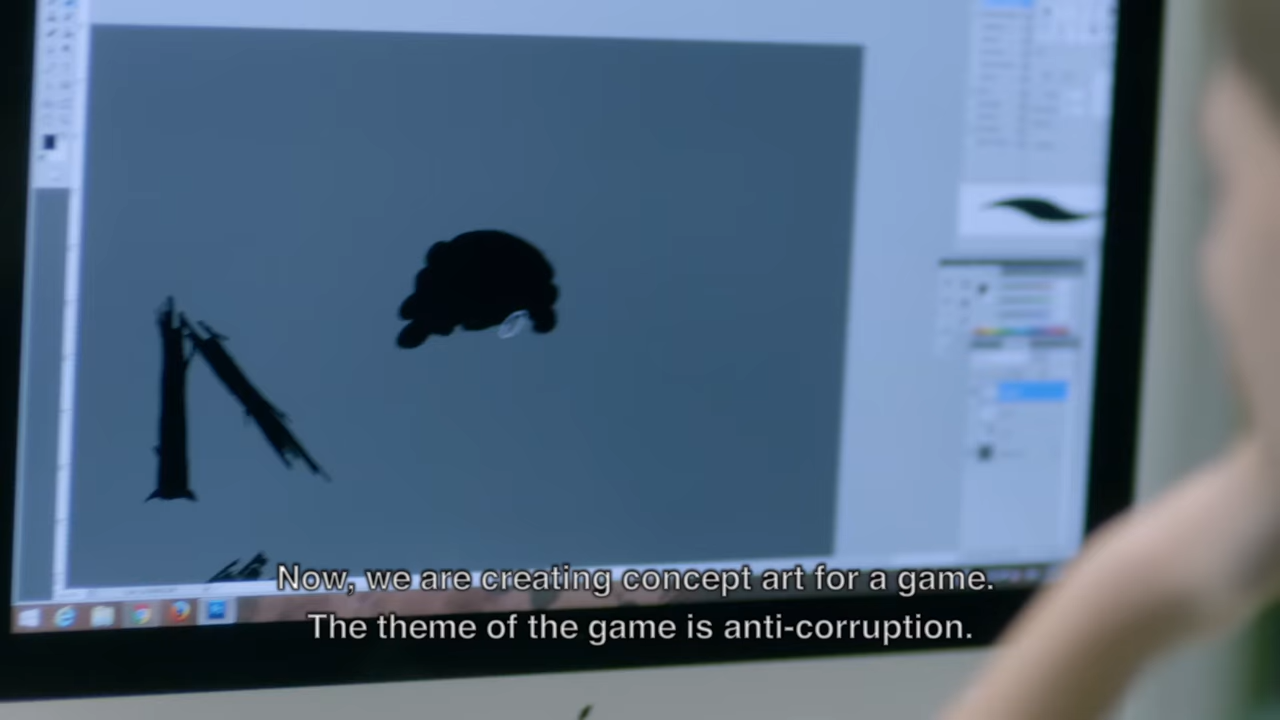 Now, we are creating concept art for a game.
The theme of the game is anti-corruption.